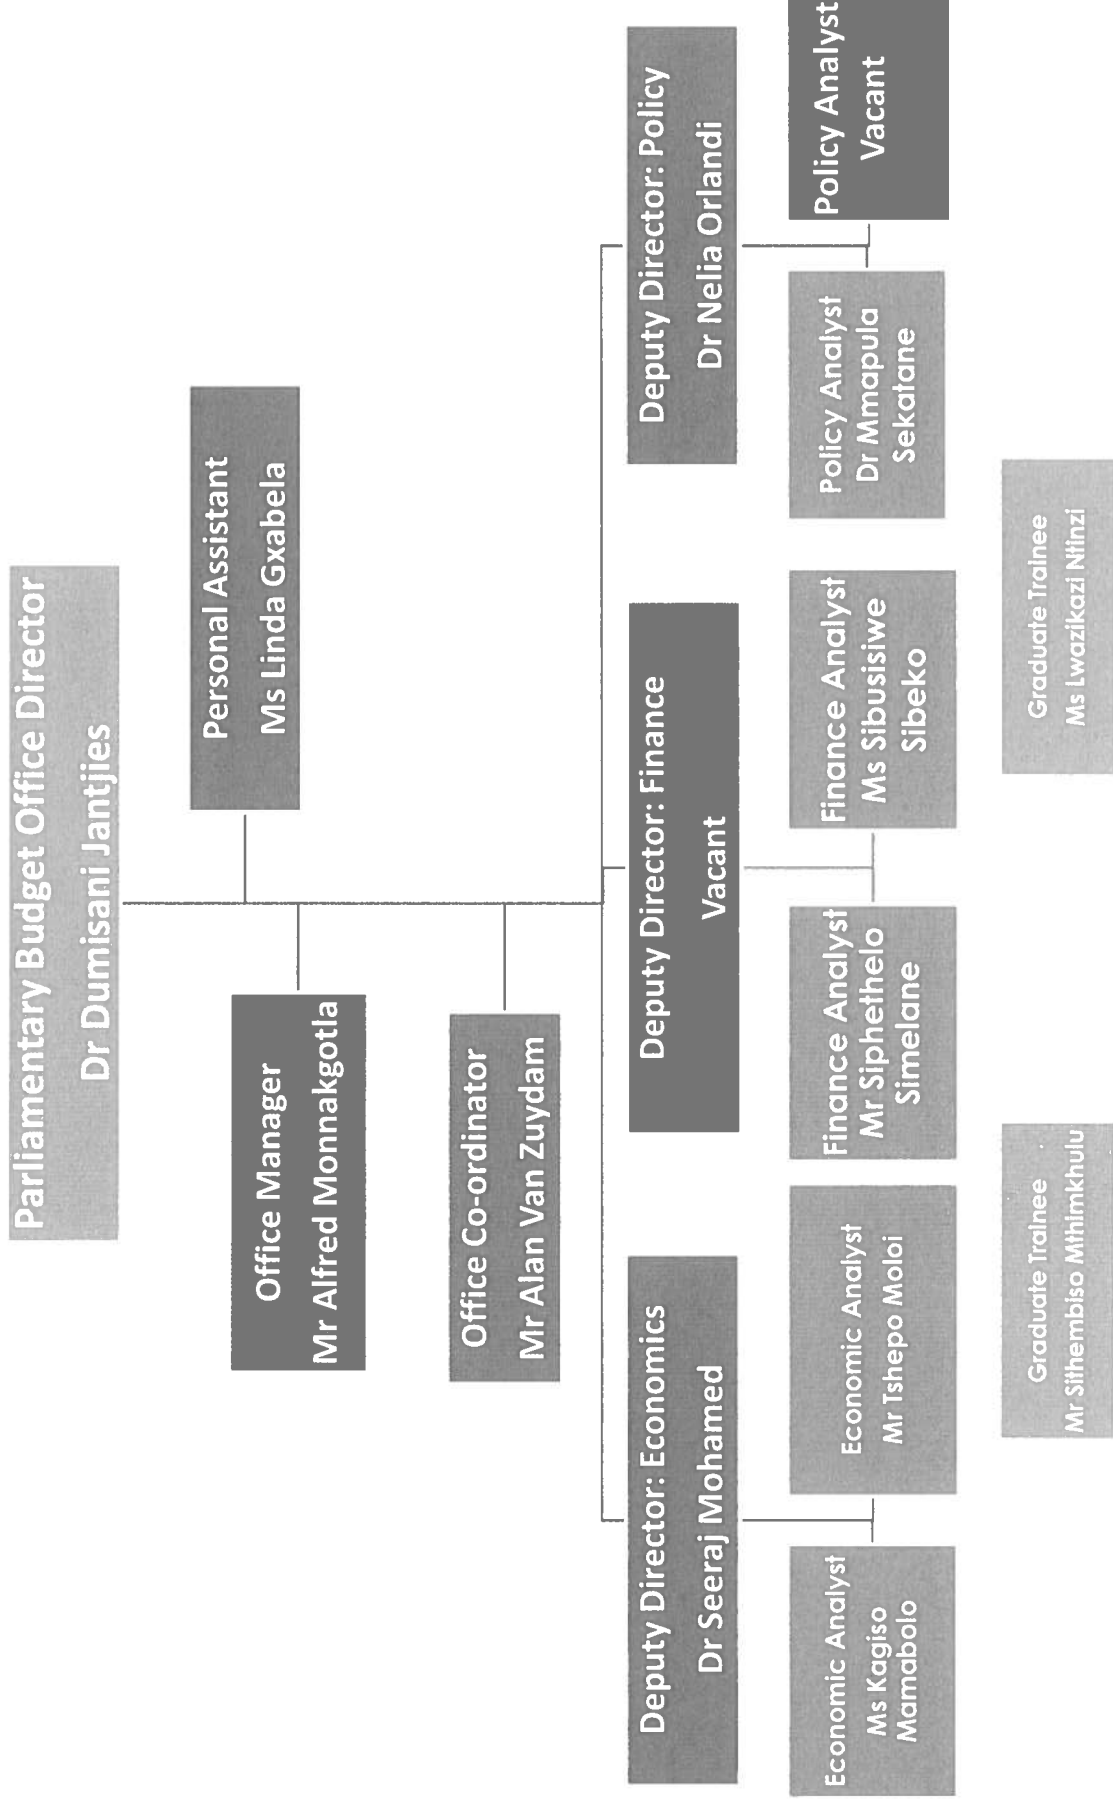 Parliamentary Budget Office Director
Dr Dumisani Jantjies
Personal Assistant
Ms Linda Gxabela
Office Manager
Mr Alfred Monnakgotla
Office Co-ordinator
Mr Alan Van Zuydam
Deputy Director: Economics
Dr Seeraj Mohamed
Deputy Director: Finance
Vacant
Deputy Director: Policy
Dr Nelia Orlandi
Economic Analyst
Ms Kagiso
Mamabolo
Economic Analyst
Mr Tshepo Moloi
Finance Analyst
Mr Siphethelo
Simelane
Finance Analyst
Ms Sibusisiwe
Sibeko
Policy Analyst
Dr Mmapula
Sekatane
Policy Analyst
Vacant
Graduate Trainee
Mr Sithembiso Mthimkhulu
Graduate Trainee
Ms Lwazikazi Ntinzi